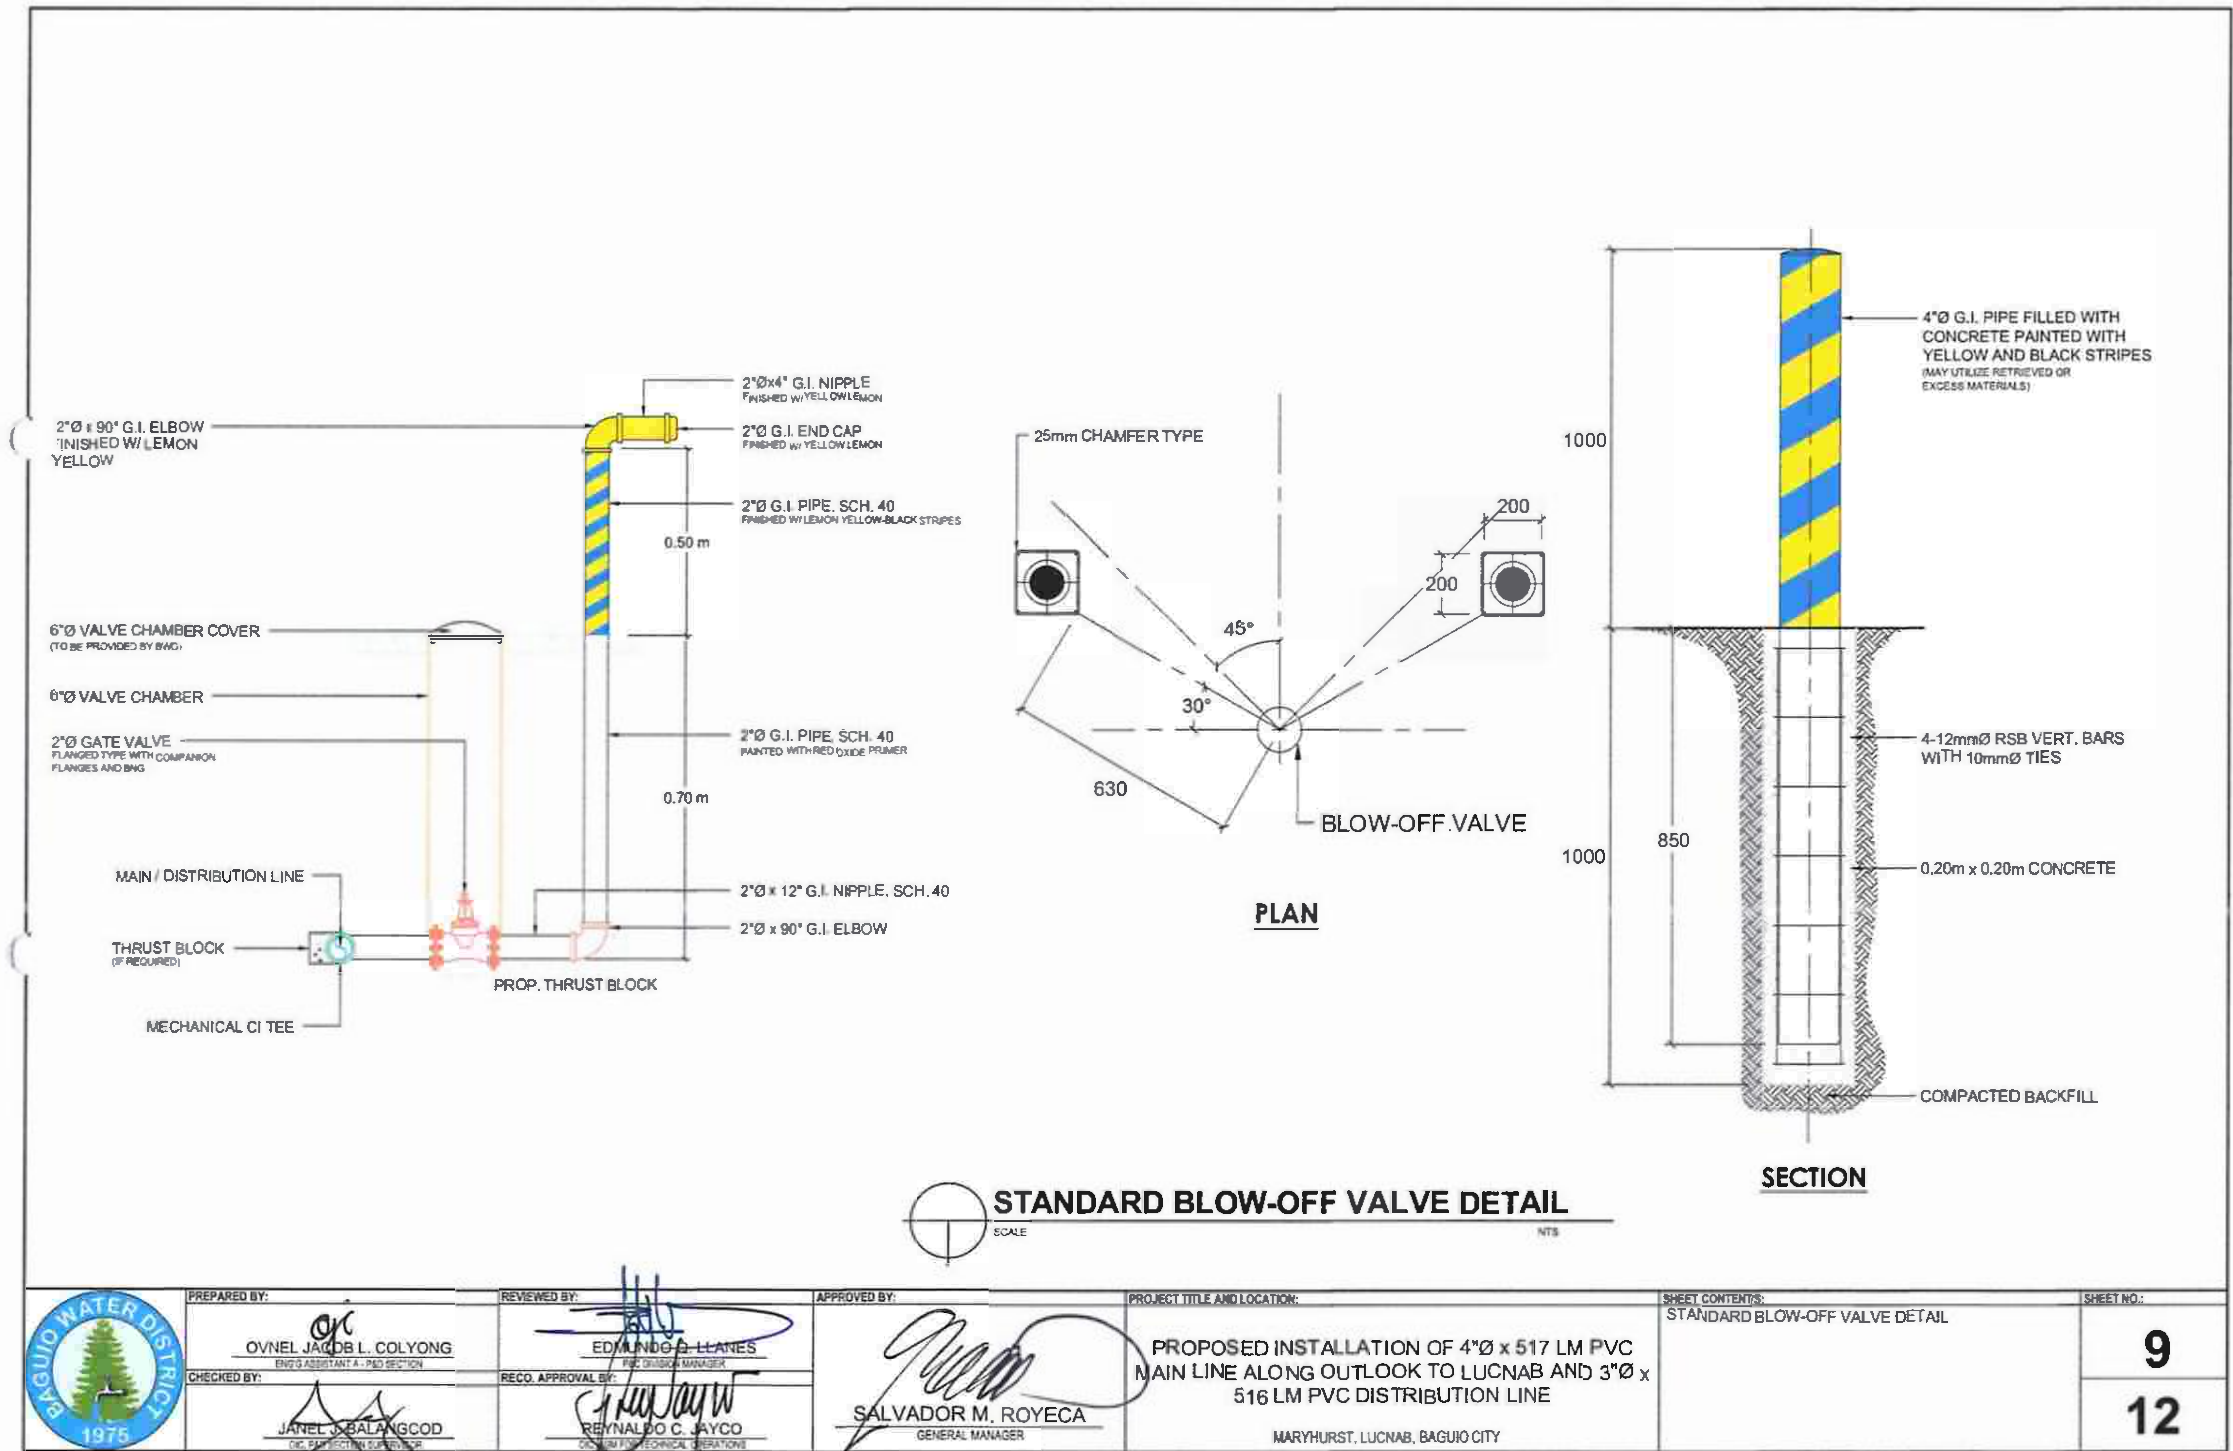 2"Ø x 90° G.I. ELBOW
FINISHED W/ LEMON
YELLOW
6"Ø VALVE CHAMBER COVER
(TO BE PROVIDED BY BWD)
6"Ø VALVE CHAMBER
2"Ø GATE VALVE
FLANGED TYPE WITH COMPANION
FLANGES AND BNG
MAIN / DISTRIBUTION LINE
THRUST BLOCK
(IF REQUIRED)
MECHANICAL CI TEE
2"Øx4" G.I. NIPPLE
FINISHED W/ YELLOW LEMON
2"Ø G.I. END CAP
FINISHED W/ YELLOW LEMON
2"Ø G.I. PIPE, SCH. 40
FINISHED W/ LEMON YELLOW-BLACK STRIPES
0.50 m
2"Ø G.I. PIPE, SCH. 40
PAINTED WITH RED OXIDE PRIMER
0.70 m
2"Ø x 12" G.I. NIPPLE, SCH.40
2"Ø x 90° G.I. ELBOW
PROP. THRUST BLOCK
25mm CHAMFER TYPE
200
200
45°
30°
630
BLOW-OFF VALVE
PLAN
1000
4"Ø G.I. PIPE FILLED WITH
CONCRETE PAINTED WITH
YELLOW AND BLACK STRIPES
(MAY UTILIZE RETRIEVED OR
EXCESS MATERIALS)
1000
850
4-12mmØ RSB VERT. BARS
WITH 10mmØ TIES
0.20m x 0.20m CONCRETE
COMPACTED BACKFILL
SECTION
STANDARD BLOW-OFF VALVE DETAIL
SCALE NTS
BAGUIO WATER DISTRICT
1975
PREPARED BY:
OVNEL JACOB L. COLYONG
ENG'G ASSISTANT A - P&D SECTION
CHECKED BY:
JANEL J. BALANGCOD
REVIEWED BY:
EDMUNDO Q. LLANES
DIVISION MANAGER
RECO. APPROVAL BY:
REYNALDO C. JAYCO
APPROVED BY:
SALVADOR M. ROYECA
GENERAL MANAGER
PROJECT TITLE AND LOCATION:
PROPOSED INSTALLATION OF 4"Ø x 517 LM PVC
MAIN LINE ALONG OUTLOOK TO LUCNAB AND 3"Ø x
516 LM PVC DISTRIBUTION LINE
MARYHURST, LUCNAB, BAGUIO CITY
SHEET CONTENTS:
STANDARD BLOW-OFF VALVE DETAIL
SHEET NO.:
9
12